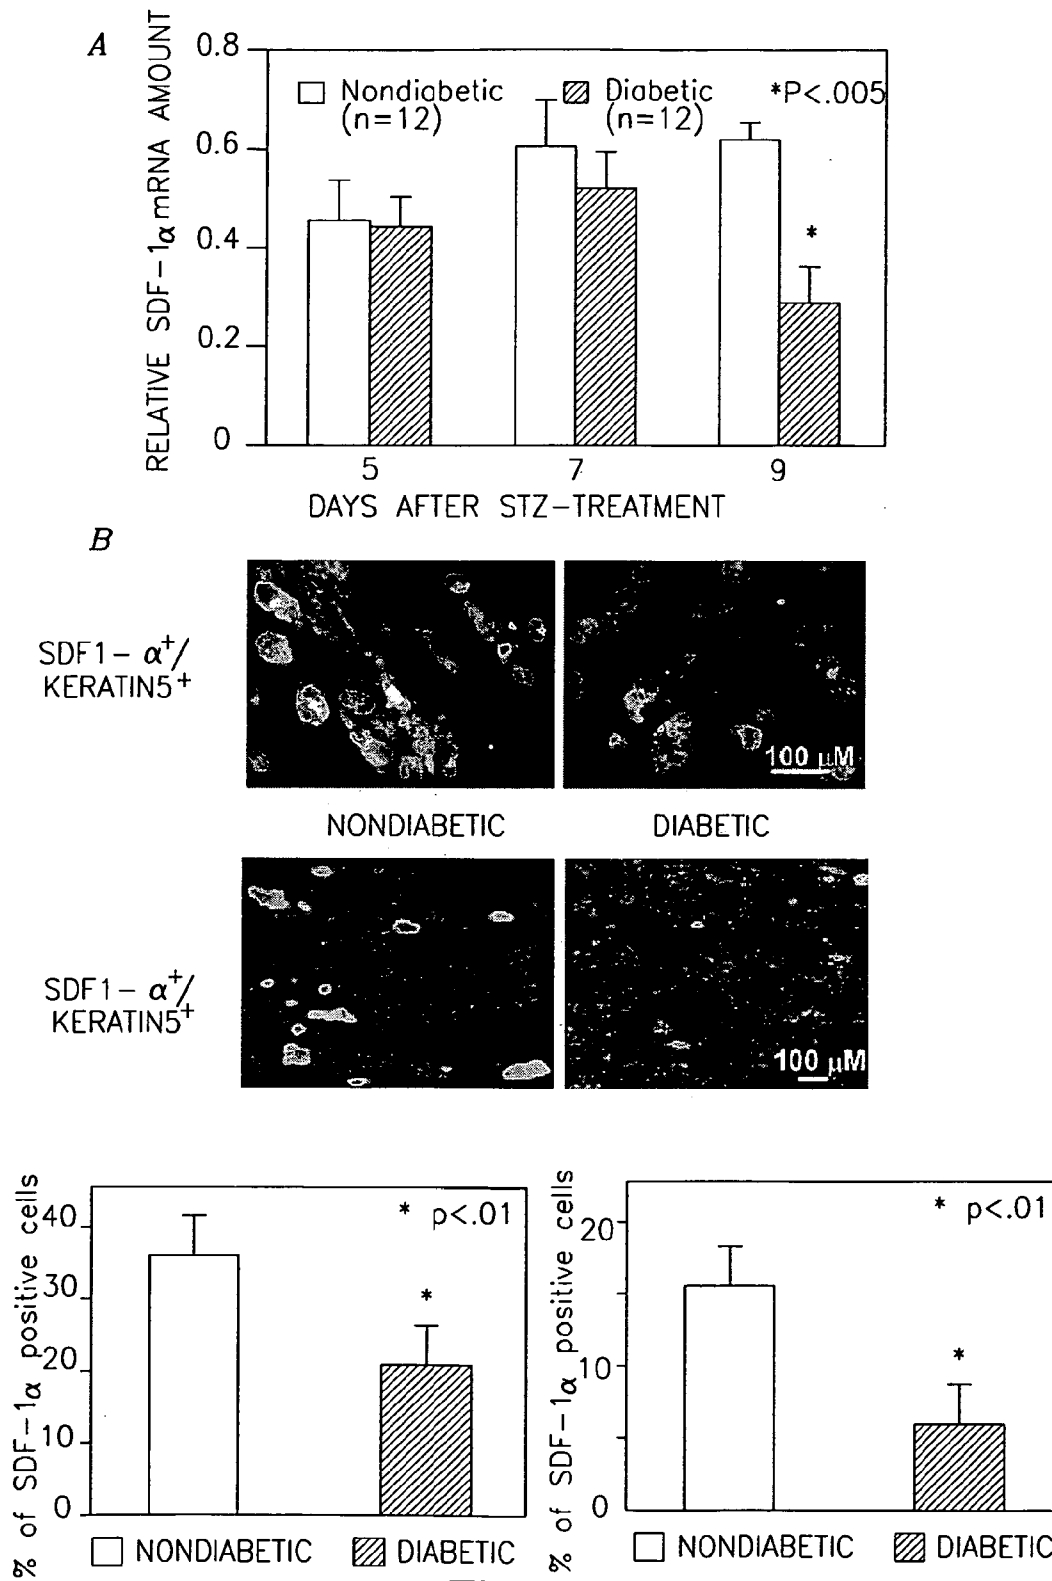 A
RELATIVE SDF-1α mRNA AMOUNT
0.8
0.6
0.4
0.2
0
Nondiabetic
(n=12)
Diabetic
(n=12)
*P<.005
*
5 7 9
DAYS AFTER STZ-TREATMENT
B
SDF1- α+/
KERATIN5+
100 μM
NONDIABETIC DIABETIC
SDF1- α+/
KERATIN5+
100 μM
% of SDF-1α positive cells
40
30
20
10
0
* p<.01
*
NONDIABETIC DIABETIC
% of SDF-1α positive cells
20
10
0
* p<.01
*
NONDIABETIC DIABETIC